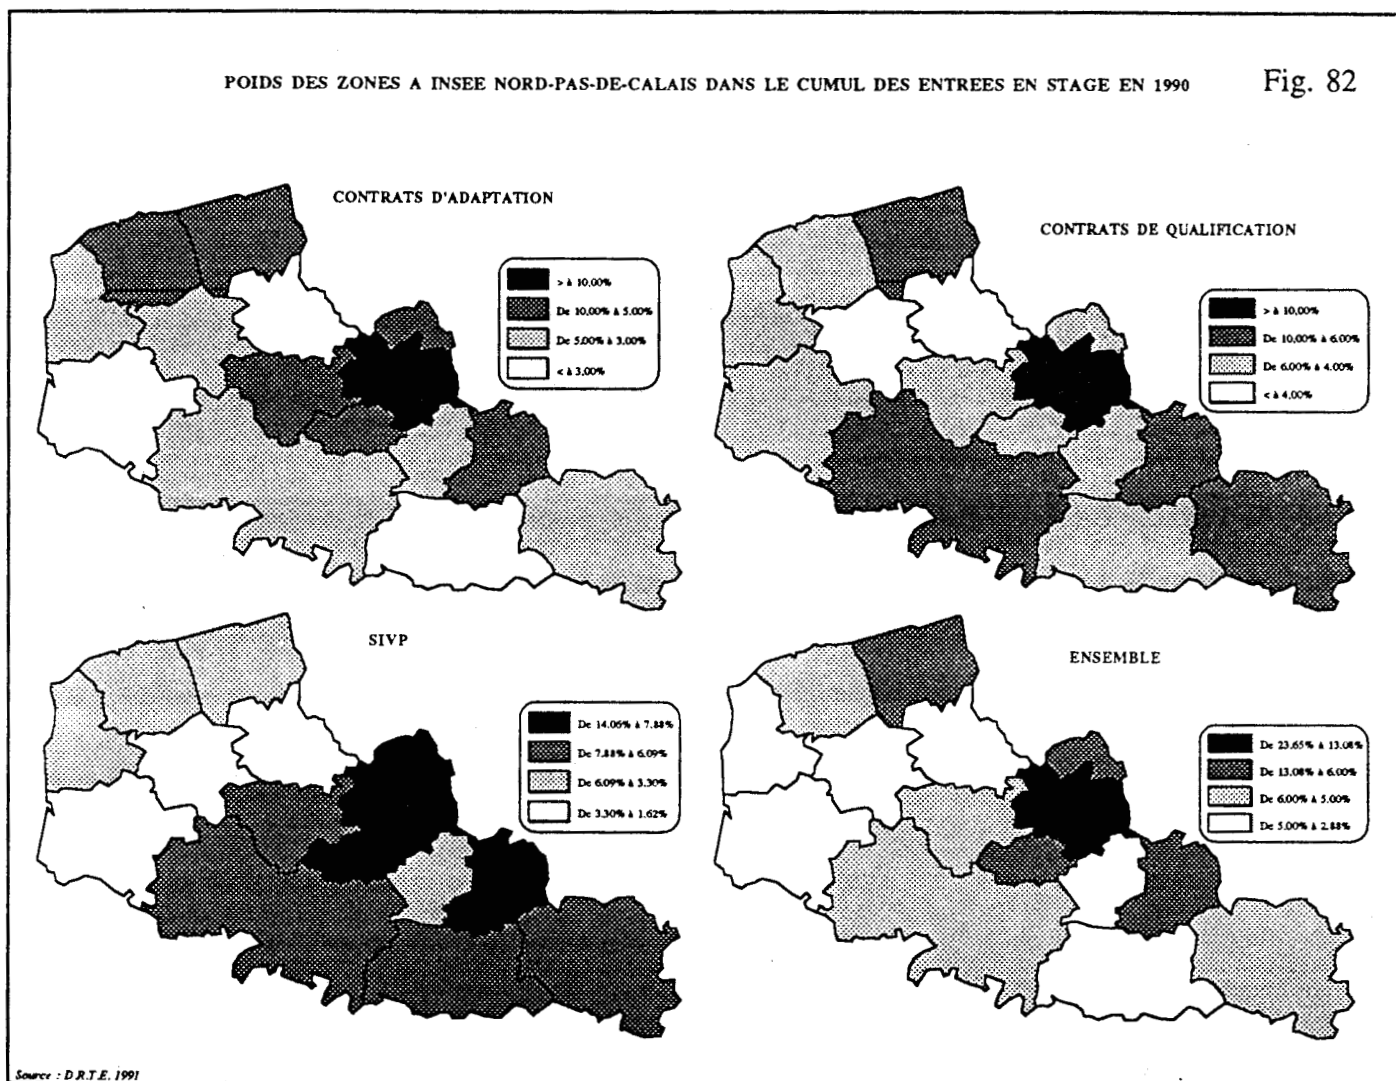 POIDS DES ZONES A INSEE NORD-PAS-DE-CALAIS DANS LE CUMUL DES ENTREES EN STAGE EN 1990
Fig. 82
CONTRATS D'ADAPTATION
> à 10,00%
De 10,00% à 5.00%
De 5.00% à 3,00%
< à 3,00%
CONTRATS DE QUALIFICATION
> à 10,00%
De 10,00% à 6.00%
De 6.00% à 4.00%
< à 4,00%
SIVP
De 14.06% à 7.88%
De 7.88% à 6.09%
De 6.09% à 3.30%
De 3.30% à 1.62%
ENSEMBLE
De 23.65% à 13.08%
De 13.08% à 6.00%
De 6.00% à 5.00%
De 5.00% à 2.88%
Source : D.R.T.E. 1991